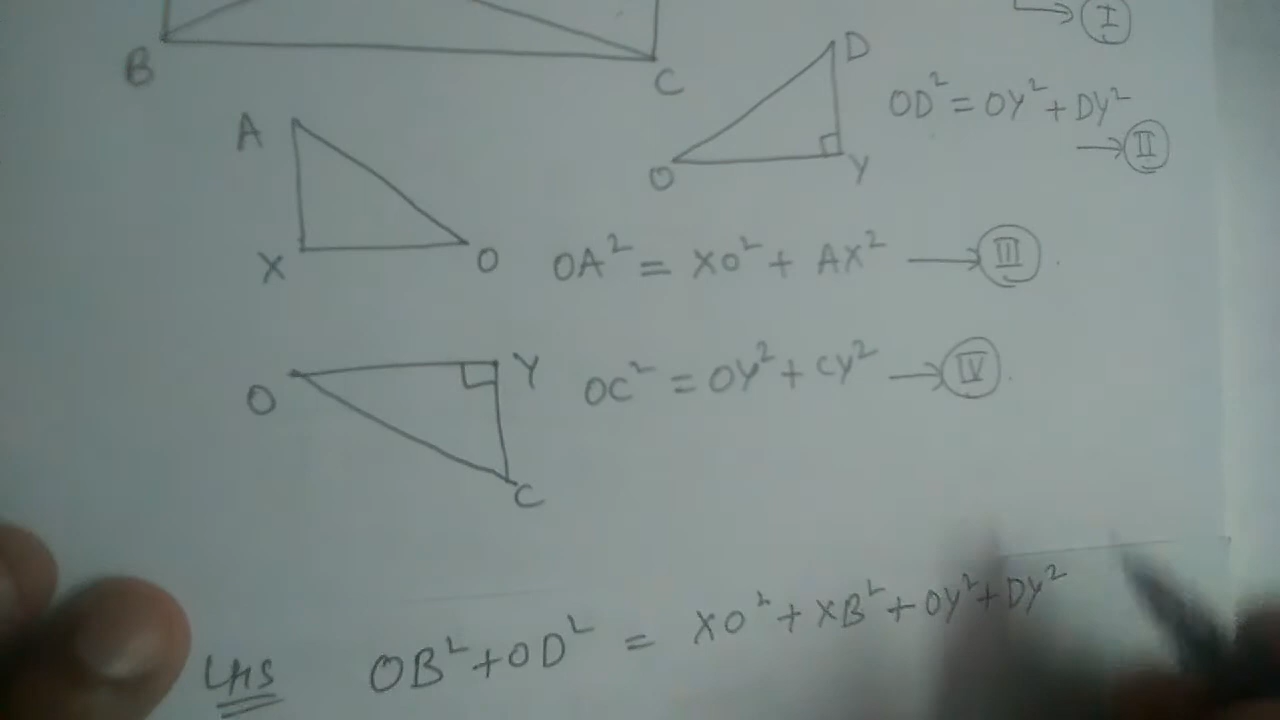 → I
B
C
D
OD² = OY² + DY²
→ II
O
Y
A
X
O
OA² = XO² + AX² → III
O
Y
C
OC² = OY² + CY² → IV
LHS OB² + OD² = XO² + XB² + OY² + DY²